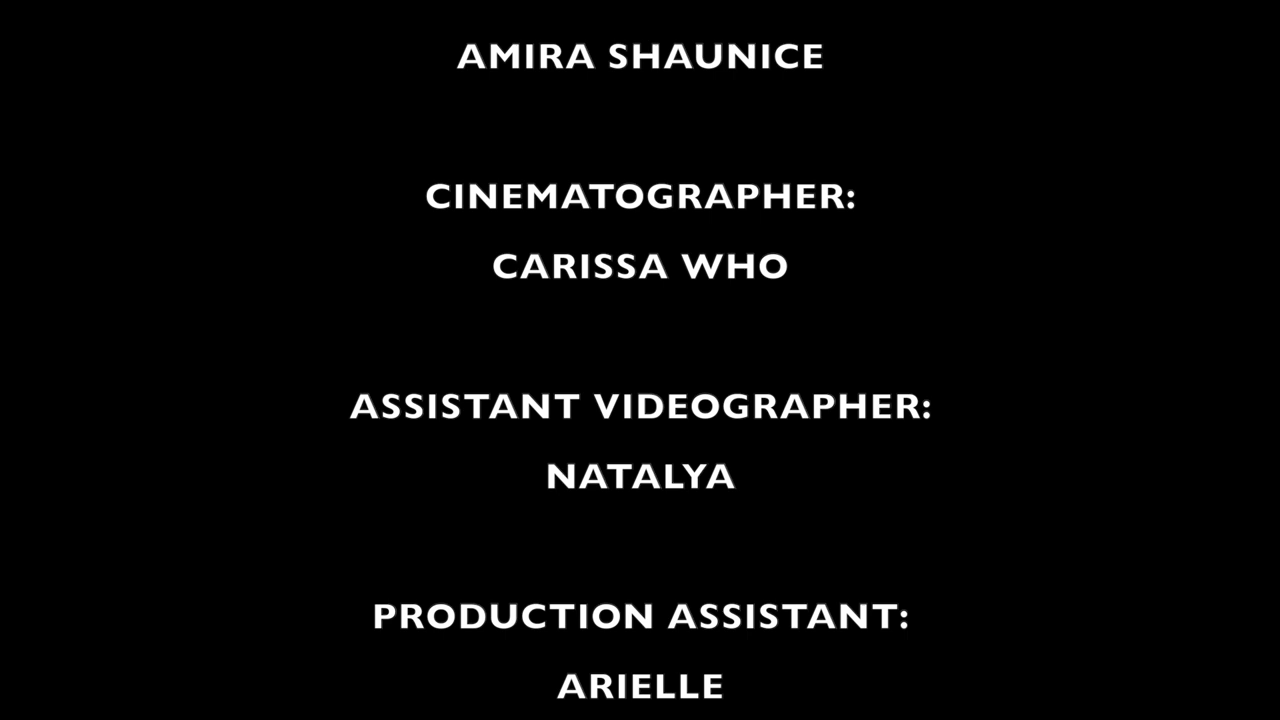 AMIRA SHAUNICE
CINEMATOGRAPHER:
CARISSA WHO
ASSISTANT VIDEOGRAPHER:
NATALYA
PRODUCTION ASSISTANT:
ARIELLE